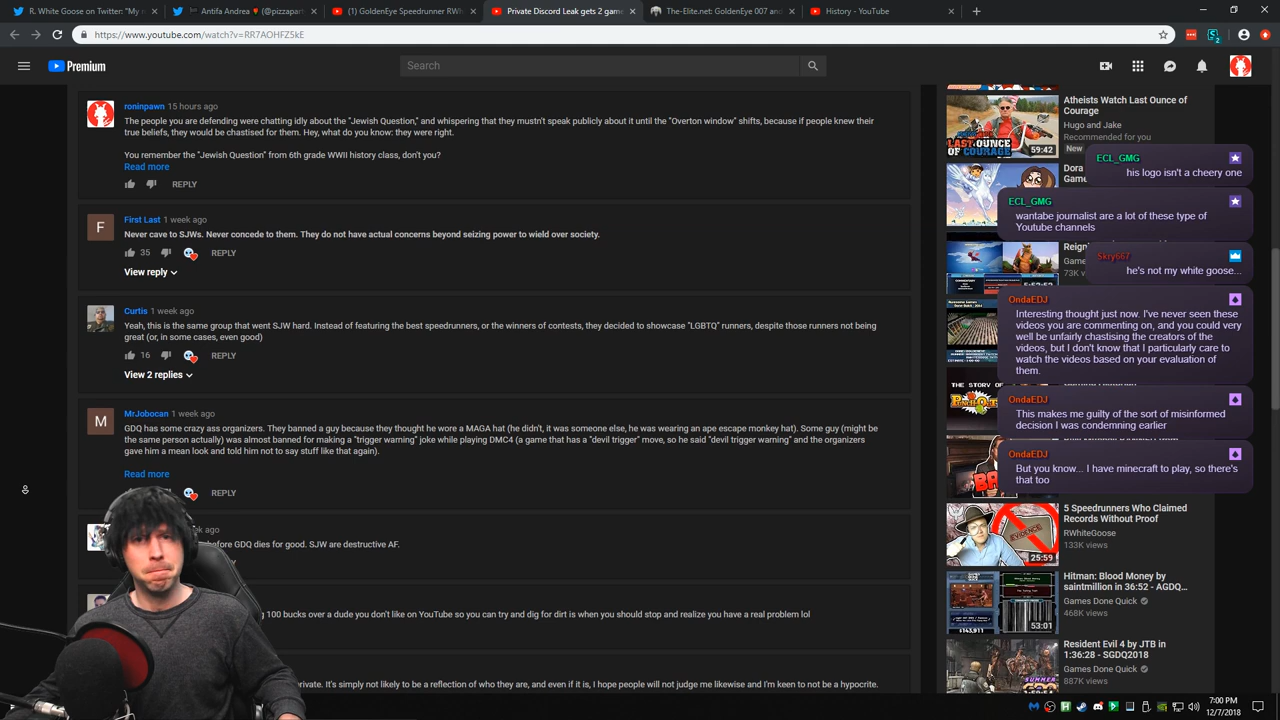 R. White Goose on Twitter: "My
Antifa Andrea
(@pizzaparty
(1) GoldenEye Speedrunner RWh
Private Discord Leak gets 2 game
The-Elite.net: GoldenEye 007 and
History - YouTube
https://www.youtube.com/watch?v=RR7AOHFZ5kE
Premium
Search
roninpawn 15 hours ago
The people you are defending were chatting idly about the "Jewish Question," and whispering that they mustn't speak publicly about it until the "Overton window" shifts, because if people knew their
true beliefs, they would be chastised for them. Hey, what do you know: they were right.
You remember the "Jewish Question" from 6th grade WWII history class, don't you?
Read more
REPLY
F
First Last 1 week ago
Never cave to SJWs. Never concede to them. They do not have actual concerns beyond seizing power to wield over society.
35
REPLY
View reply
Curtis 1 week ago
Yeah, this is the same group that went SJW hard. Instead of featuring the best speedrunners, or the winners of contests, they decided to showcase "LGBTQ" runners, despite those runners not being
great (or, in some cases, even good)
16
REPLY
View 2 replies
M
MrJobocan 1 week ago
GDQ has some crazy ass organizers. They banned a guy because they thought he wore a MAGA hat (he didn't, it was someone else, he was wearing an ape escape monkey hat). Some guy (might be
the same person actually) was almost banned for making a "trigger warning" joke while playing DMC4 (a game that has a "devil trigger" move, so he said "devil trigger warning" and the organizers
gave him a mean look and told him not to say stuff like that again).
Read more
REPLY
ago
before GDQ dies for good. SJW are destructive AF.
100 bucks over a dude you don't like on YouTube so you can try and dig for dirt is when you should stop and realize you have a real problem lol
private. It's simply not likely to be a reflection of who they are, and even if it is, I hope people will not judge me likewise and I'm keen to not be a hypocrite.
59:42
Atheists Watch Last Ounce of
Courage
Hugo and Jake
Recommended for you
New
Dora
Game
Reign
Game
73K v
THE STORY OF
PUNCH-OUT
5 Speedrunners Who Claimed
Records Without Proof
RWhiteGoose
133K views
EVIDENCE
25:59
Hitman: Blood Money by
saintmillion in 36:52 - AGDQ...
Games Done Quick
468K views
$143,911
53:01
Resident Evil 4 by JTB in
1:36:28 - SGDQ2018
Games Done Quick
887K views
SUMMER
ECL_GMG
his logo isn't a cheery one
ECL_GMG
wantabe journalist are a lot of these type of
Youtube channels
Skry667
he's not my white goose...
OndaEDJ
Interesting thought just now. I've never seen these
videos you are commenting on, and you could very
well be unfairly chastising the creators of the
videos, but I don't know that I particularly care to
watch the videos based on your evaluation of
them.
OndaEDJ
This makes me guilty of the sort of misinformed
decision I was condemning earlier
OndaEDJ
But you know... I have minecraft to play, so there's
that too
7:00 PM
12/7/2018